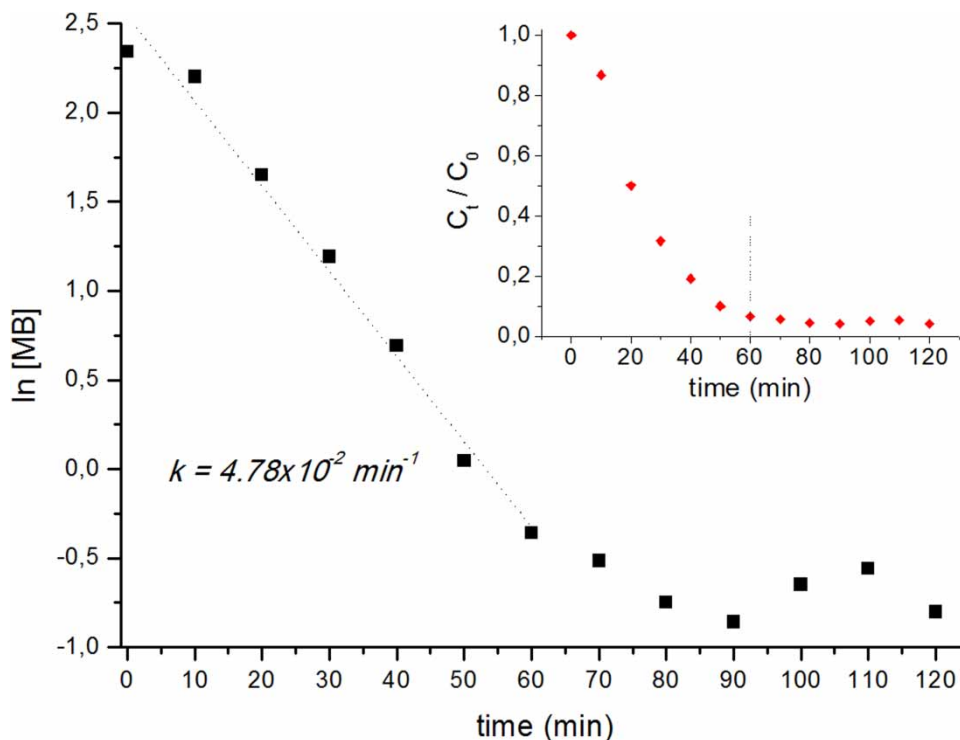 2,5
2,0
1,5
1,0
0,5
0,0
-0,5
-1,0
ln [MB]
0 10 20 30 40 50 60 70 80 90 100 110 120
time (min)
k = 4.78x10⁻² min⁻¹
1,0
0,8
0,6
0,4
0,2
0,0
Cₜ / C₀
0 20 40 60 80 100 120
time (min)